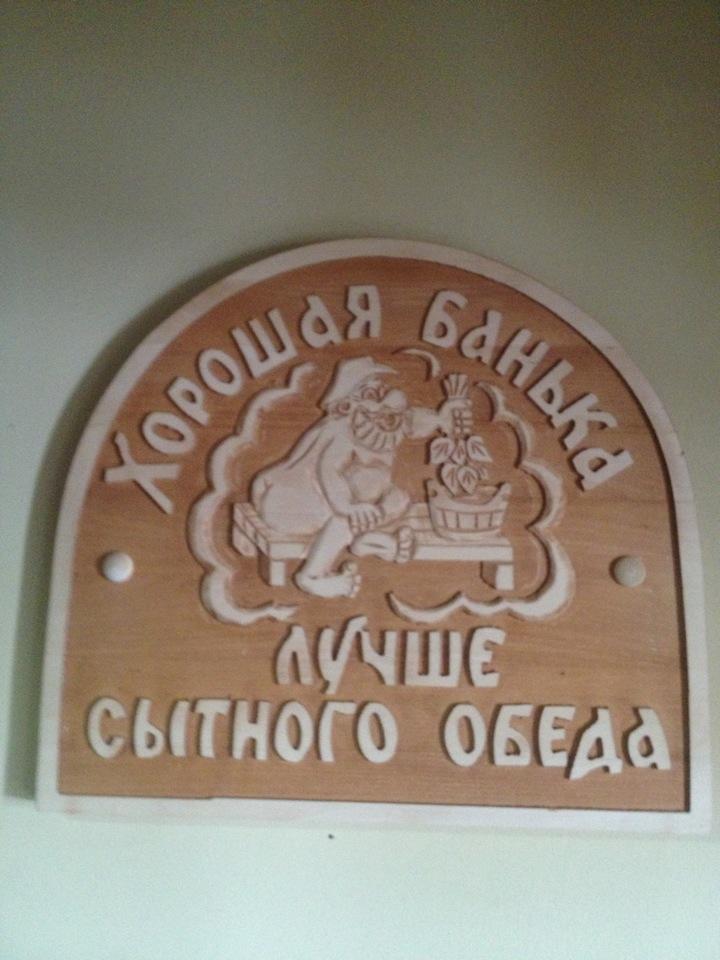 Хорошая банька
лучше
сытного обеда